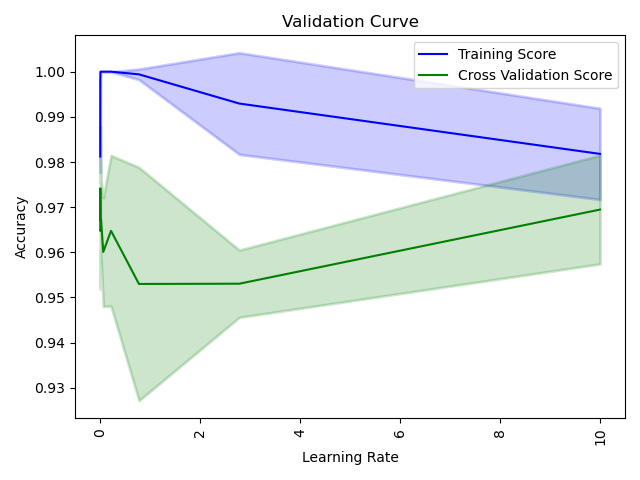 Validation Curve
Training Score
Cross Validation Score
1.00
0.99
0.98
0.97
0.96
0.95
0.94
0.93
Accuracy
0
2
4
6
8
10
Learning Rate